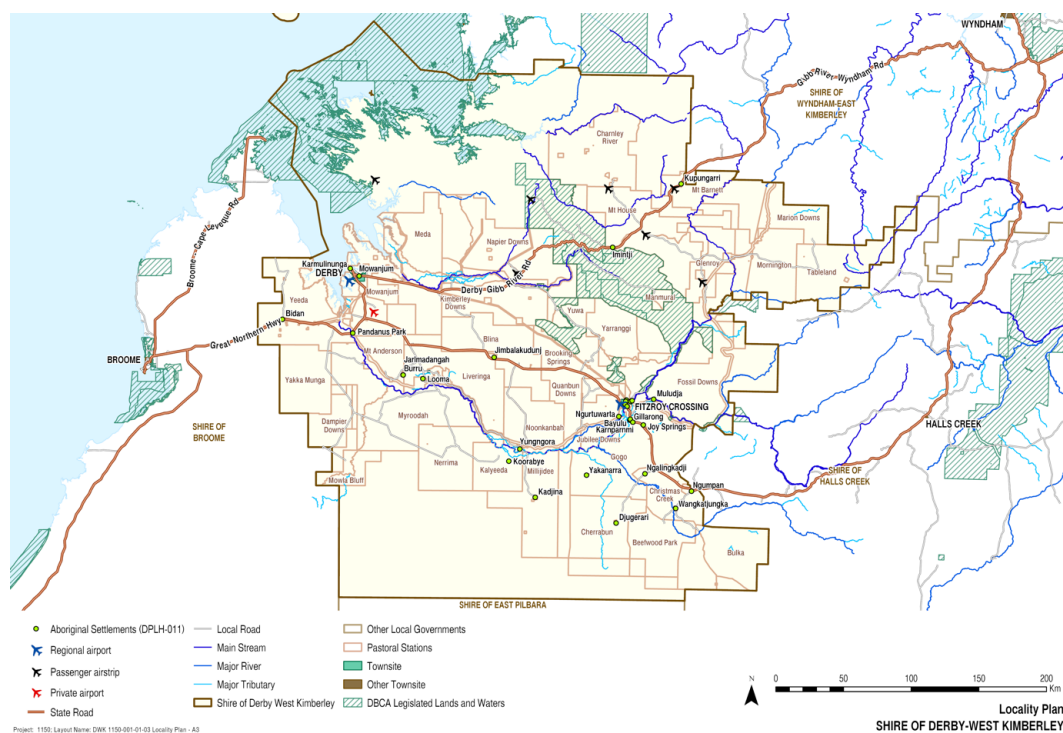 WYNDHAM
Gibb River-Wyndham Rd
SHIRE OF
WYNDHAM-EAST
KIMBERLEY
Charnley
River
Kupungarri
Mt Barnett
Broome-Cape Leveque Rd
Mt House
Marion Downs
Meda
Napier Downs
Imintji
Karmulinunga
DERBY
Mowanjum
Glenroy
Mornington
Tableland
Derby-Gibb River Rd
Mowanjum
Kimberley
Downs
Yeeda
Bidan
Yuwa
Yarranggi
Great Northern Hwy
Pandanus Park
Blina
Mt Anderson
Jimbalakudunj
Brooking
Springs
BROOME
Jarimadangah
Burru
Looma
Liveringa
Yakka Munga
Quanbun
Downs
Fossil Downs
Muludja
Myroodah
FITZROY CROSSING
Ngurtuwarta
Gillarong
Bayulu
Joy Springs
Karnparrmi
HALLS CREEK
SHIRE OF
BROOME
Dampier
Downs
Noonkanbah
Jubilee Downs
Yungngora
Gogo
Nerrima
Kalyeeda
Koorabye
Millijidee
Yakanarra
Ngalingkadji
SHIRE OF
HALLS CREEK
Mowla Bluff
Ngumpan
Kadjina
Christmas
Creek
Wangkatjungka
Djugerari
Cherrabun
Beefwood Park
Bulka
SHIRE OF EAST PILBARA
Aboriginal Settlements (DPLH-011)
Regional airport
Passenger airstrip
Private airport
State Road
Local Road
Main Stream
Major River
Major Tributary
Shire of Derby West Kimberley
Other Local Governments
Pastoral Stations
Townsite
Other Townsite
DBCA Legislated Lands and Waters
N
0 50 100 150 200
Km
Locality Plan
SHIRE OF DERBY-WEST KIMBERLEY
Project: 1150; Layout Name: DWK 1150-001-01-03 Locality Plan - A3